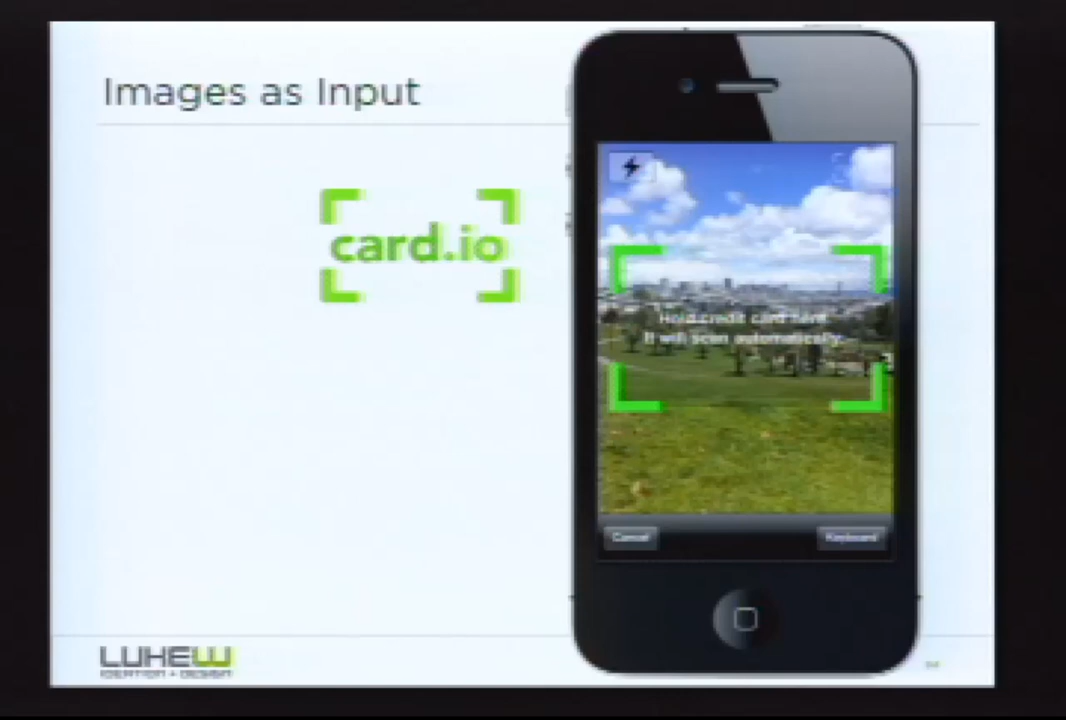 Images as Input
card.io
Hold credit card here.
It will scan automatically.
Cancel
Keyboard
LUKEW
IDEATION + DESIGN